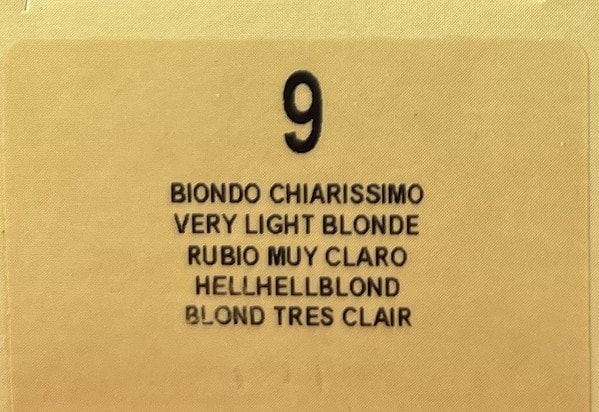 9
BIONDO CHIARISSIMO
VERY LIGHT BLONDE
RUBIO MUY CLARO
HELLHELLBLOND
BLOND TRES CLAIR